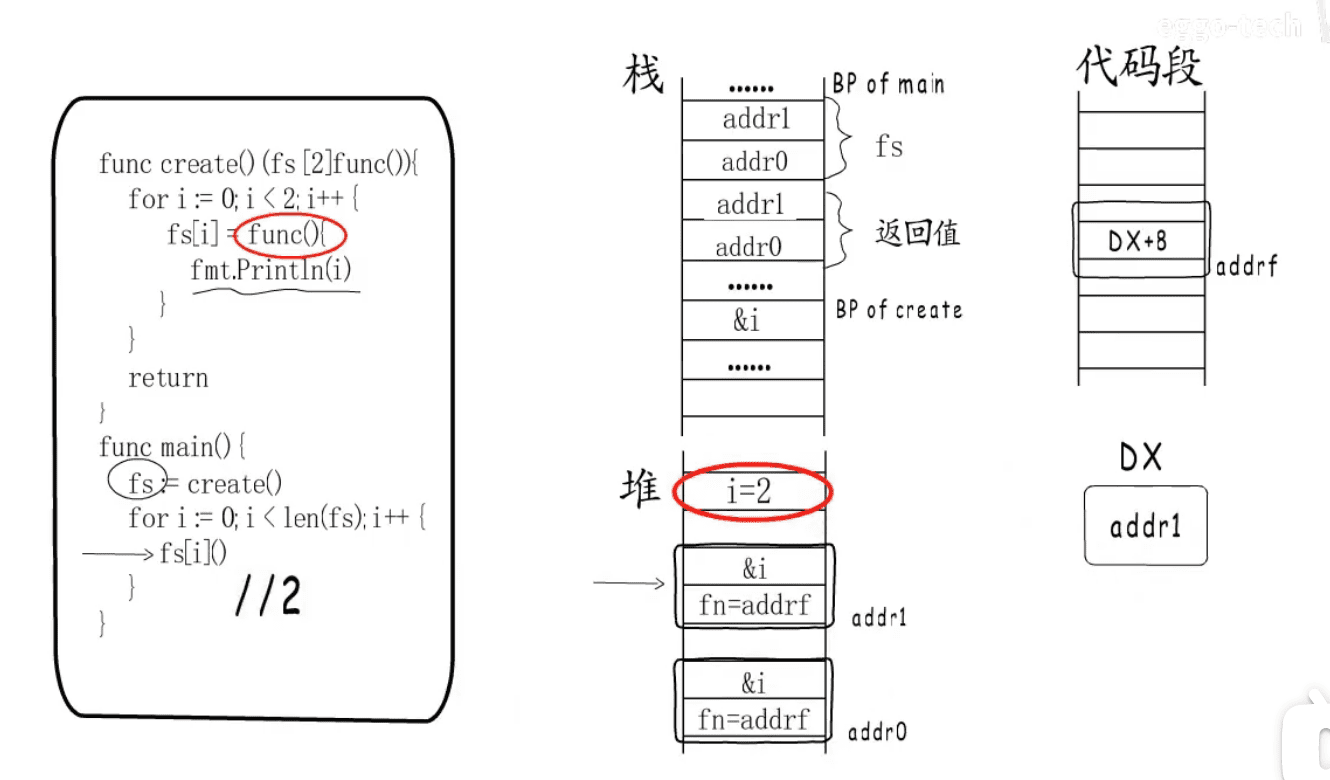 eggo-tech
func create() (fs [2]func()){
for i := 0; i < 2; i++ {
fs[i] = func(){
fmt.Println(i)
}
}
return
}
func main() {
fs := create()
for i := 0; i < len(fs); i++ {
fs[i]()
}
}
//2
栈
...... BP of main
addr1
addr0
fs
addr1
addr0
返回值
......
BP of create
&i
......
堆
i=2
&i
fn=addrf
addr1
&i
fn=addrf
addr0
代码段
DX+8
addrf
DX
addr1